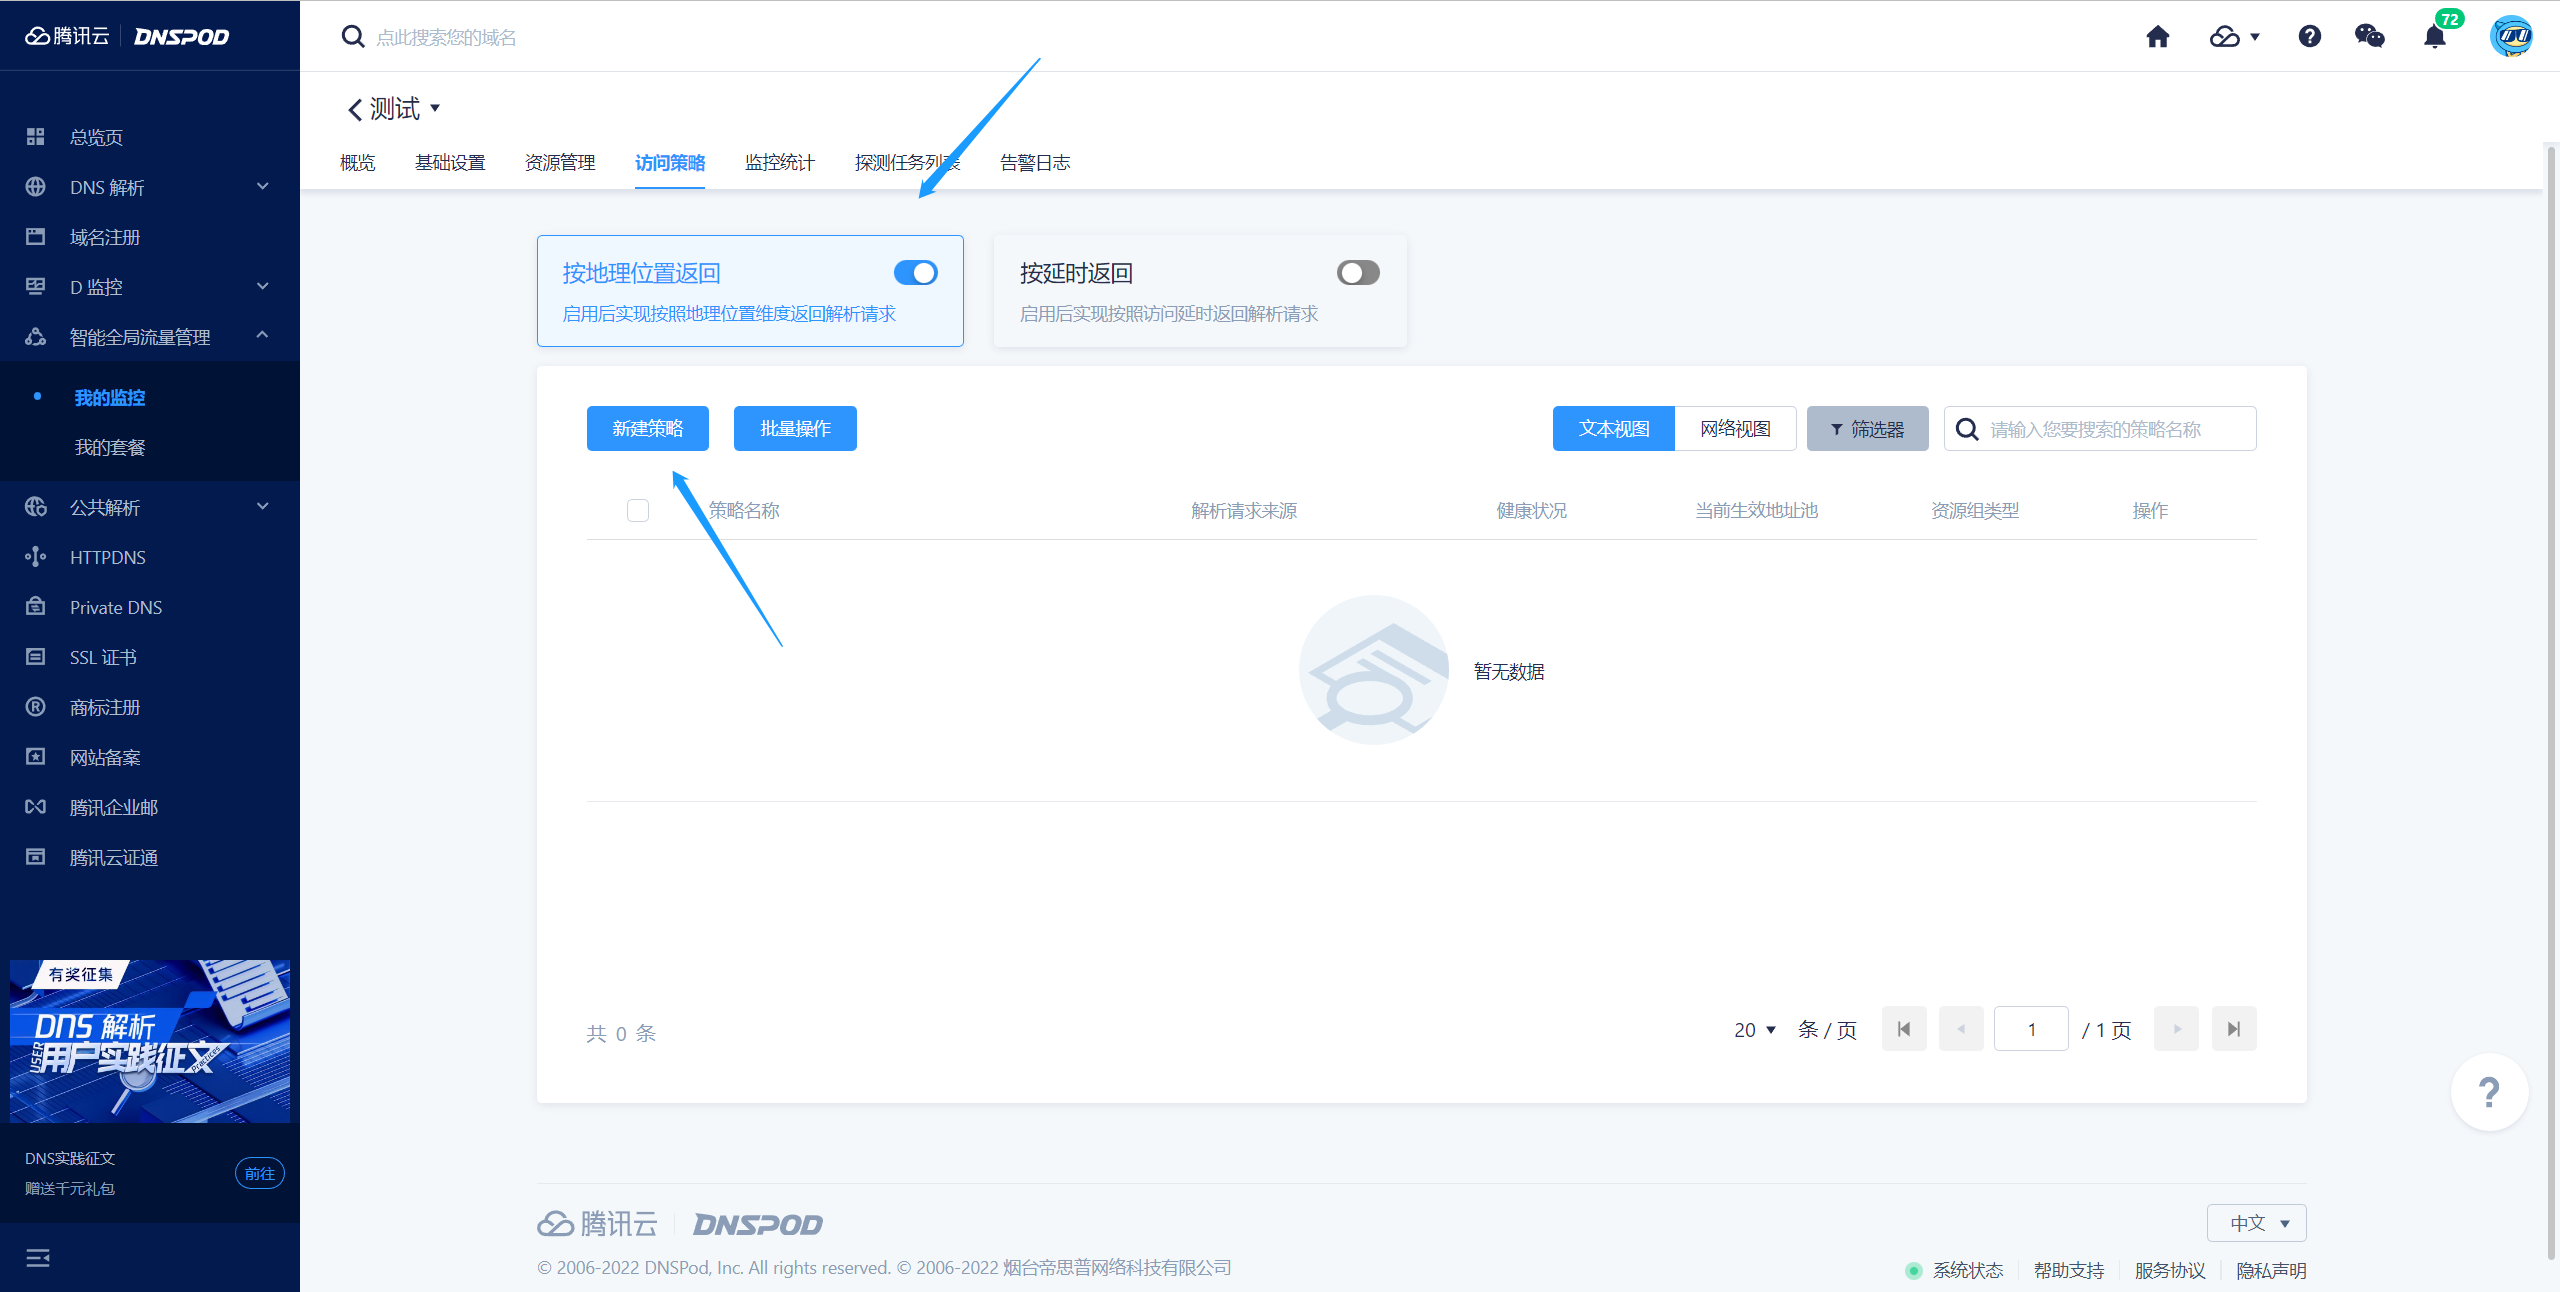 腾讯云 DNSPOD
点此搜索您的域名
72
总览页
DNS 解析
域名注册
D 监控
智能全局流量管理
我的监控
我的套餐
公共解析
HTTPDNS
Private DNS
SSL 证书
商标注册
网站备案
腾讯企业邮
腾讯云证通
有奖征集
DNS 解析
USER
用户实践征文
Practices
DNS实践征文
赠送千元礼包
前往
测试
概览 基础设置 资源管理 访问策略 监控统计 探测任务列表 告警日志
按地理位置返回
启用后实现按照地理位置维度返回解析请求
按延时返回
启用后实现按照访问延时返回解析请求
新建策略 批量操作 文本视图 网络视图 筛选器 请输入您要搜索的策略名称
策略名称 解析请求来源 健康状况 当前生效地址池 资源组类型 操作
暂无数据
共 0 条 20 条 / 页 1 / 1 页
?
腾讯云 DNSPOD
中文
© 2006-2022 DNSPod, Inc. All rights reserved. © 2006-2022 烟台帝思普网络科技有限公司
系统状态 帮助支持 服务协议 隐私声明